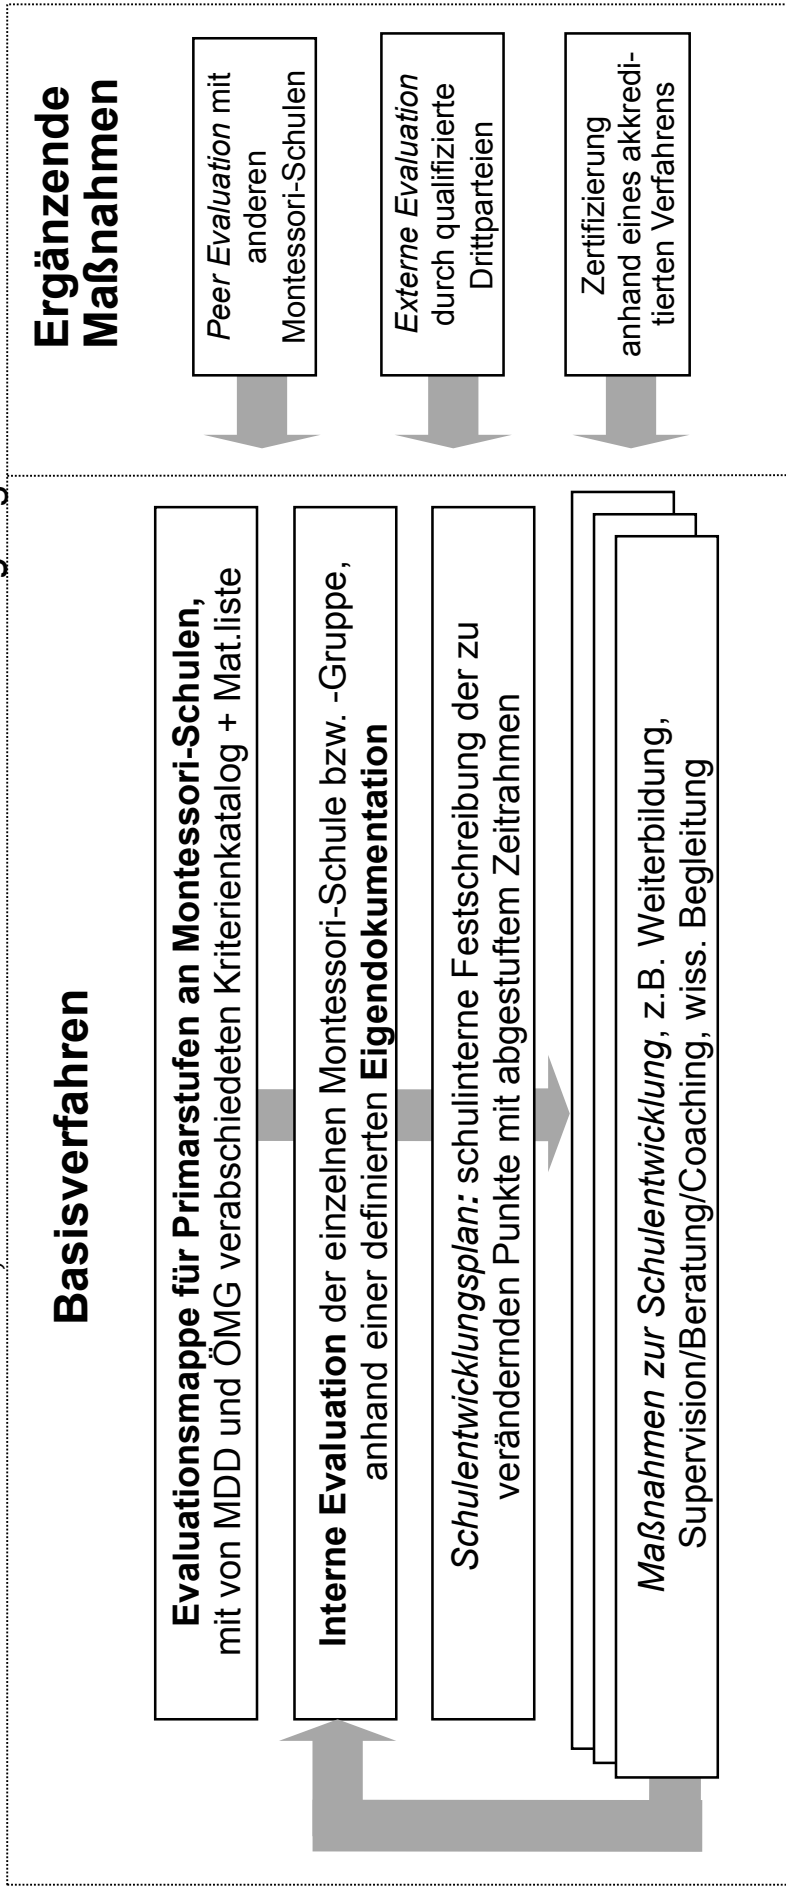 Basisverfahren
Evaluationsmappe für Primarstufen an Montessori-Schulen,
mit von MDD und ÖMG verabschiedeten Kriterienkatalog + Mat.liste
Interne Evaluation der einzelnen Montessori-Schule bzw. -Gruppe,
anhand einer definierten Eigendokumentation
Schulentwicklungsplan: schulinterne Festschreibung der zu
verändernden Punkte mit abgestuftem Zeitrahmen
Maßnahmen zur Schulentwicklung, z.B. Weiterbildung,
Supervision/Beratung/Coaching, wiss. Begleitung
Ergänzende
Maßnahmen
Peer Evaluation mit
anderen
Montessori-Schulen
Externe Evaluation
durch qualifizierte
Drittparteien
Zertifizierung
anhand eines akkredi-
tierten Verfahrens